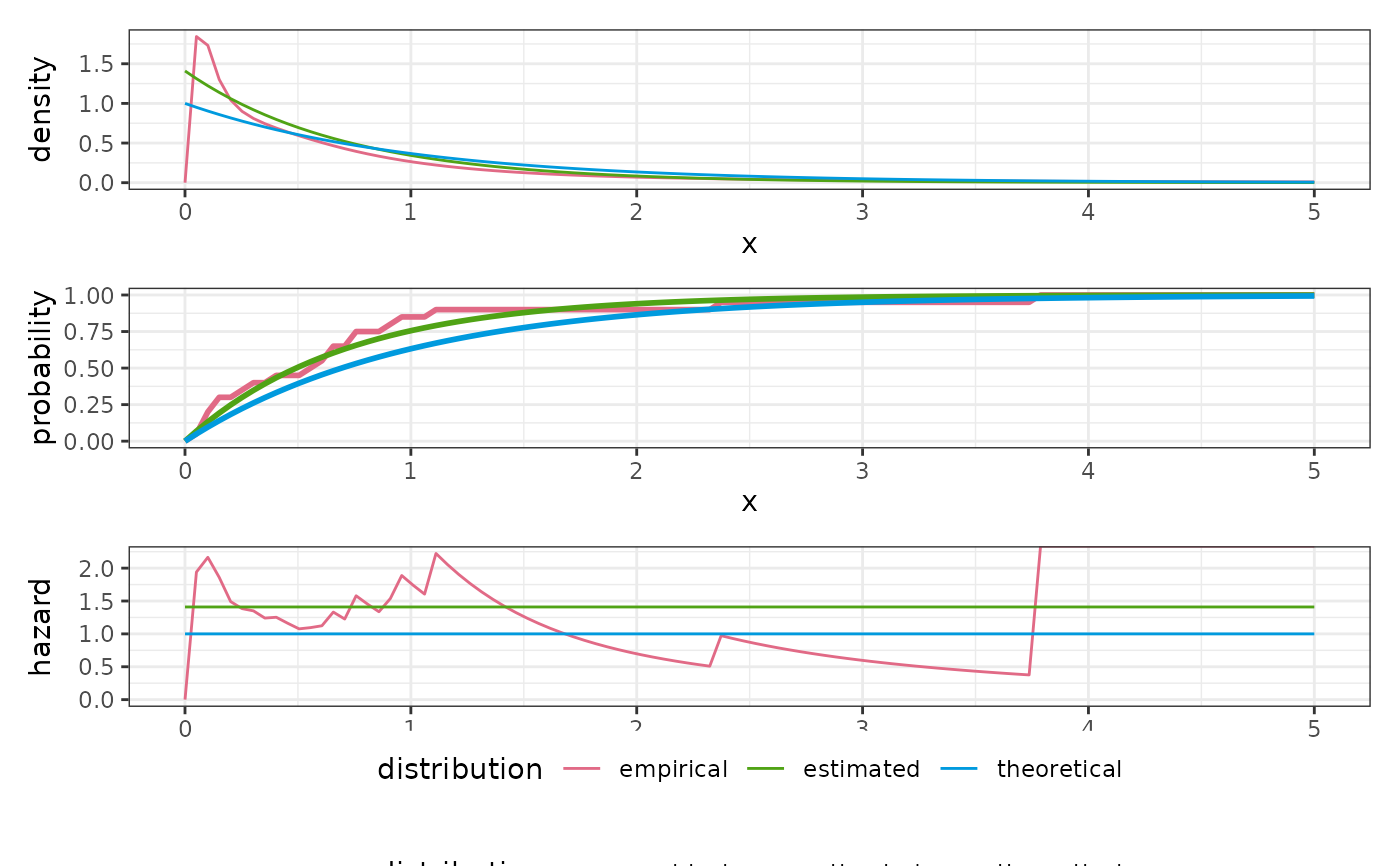 density
1.5
1.0
0.5
0.0
0 1 2 3 4 5
x
probability
1.00
0.75
0.50
0.25
0.00
0 1 2 3 4 5
x
hazard
2.0
1.5
1.0
0.5
0.0
0 1 2 3 4 5
distribution empirical estimated theoretical